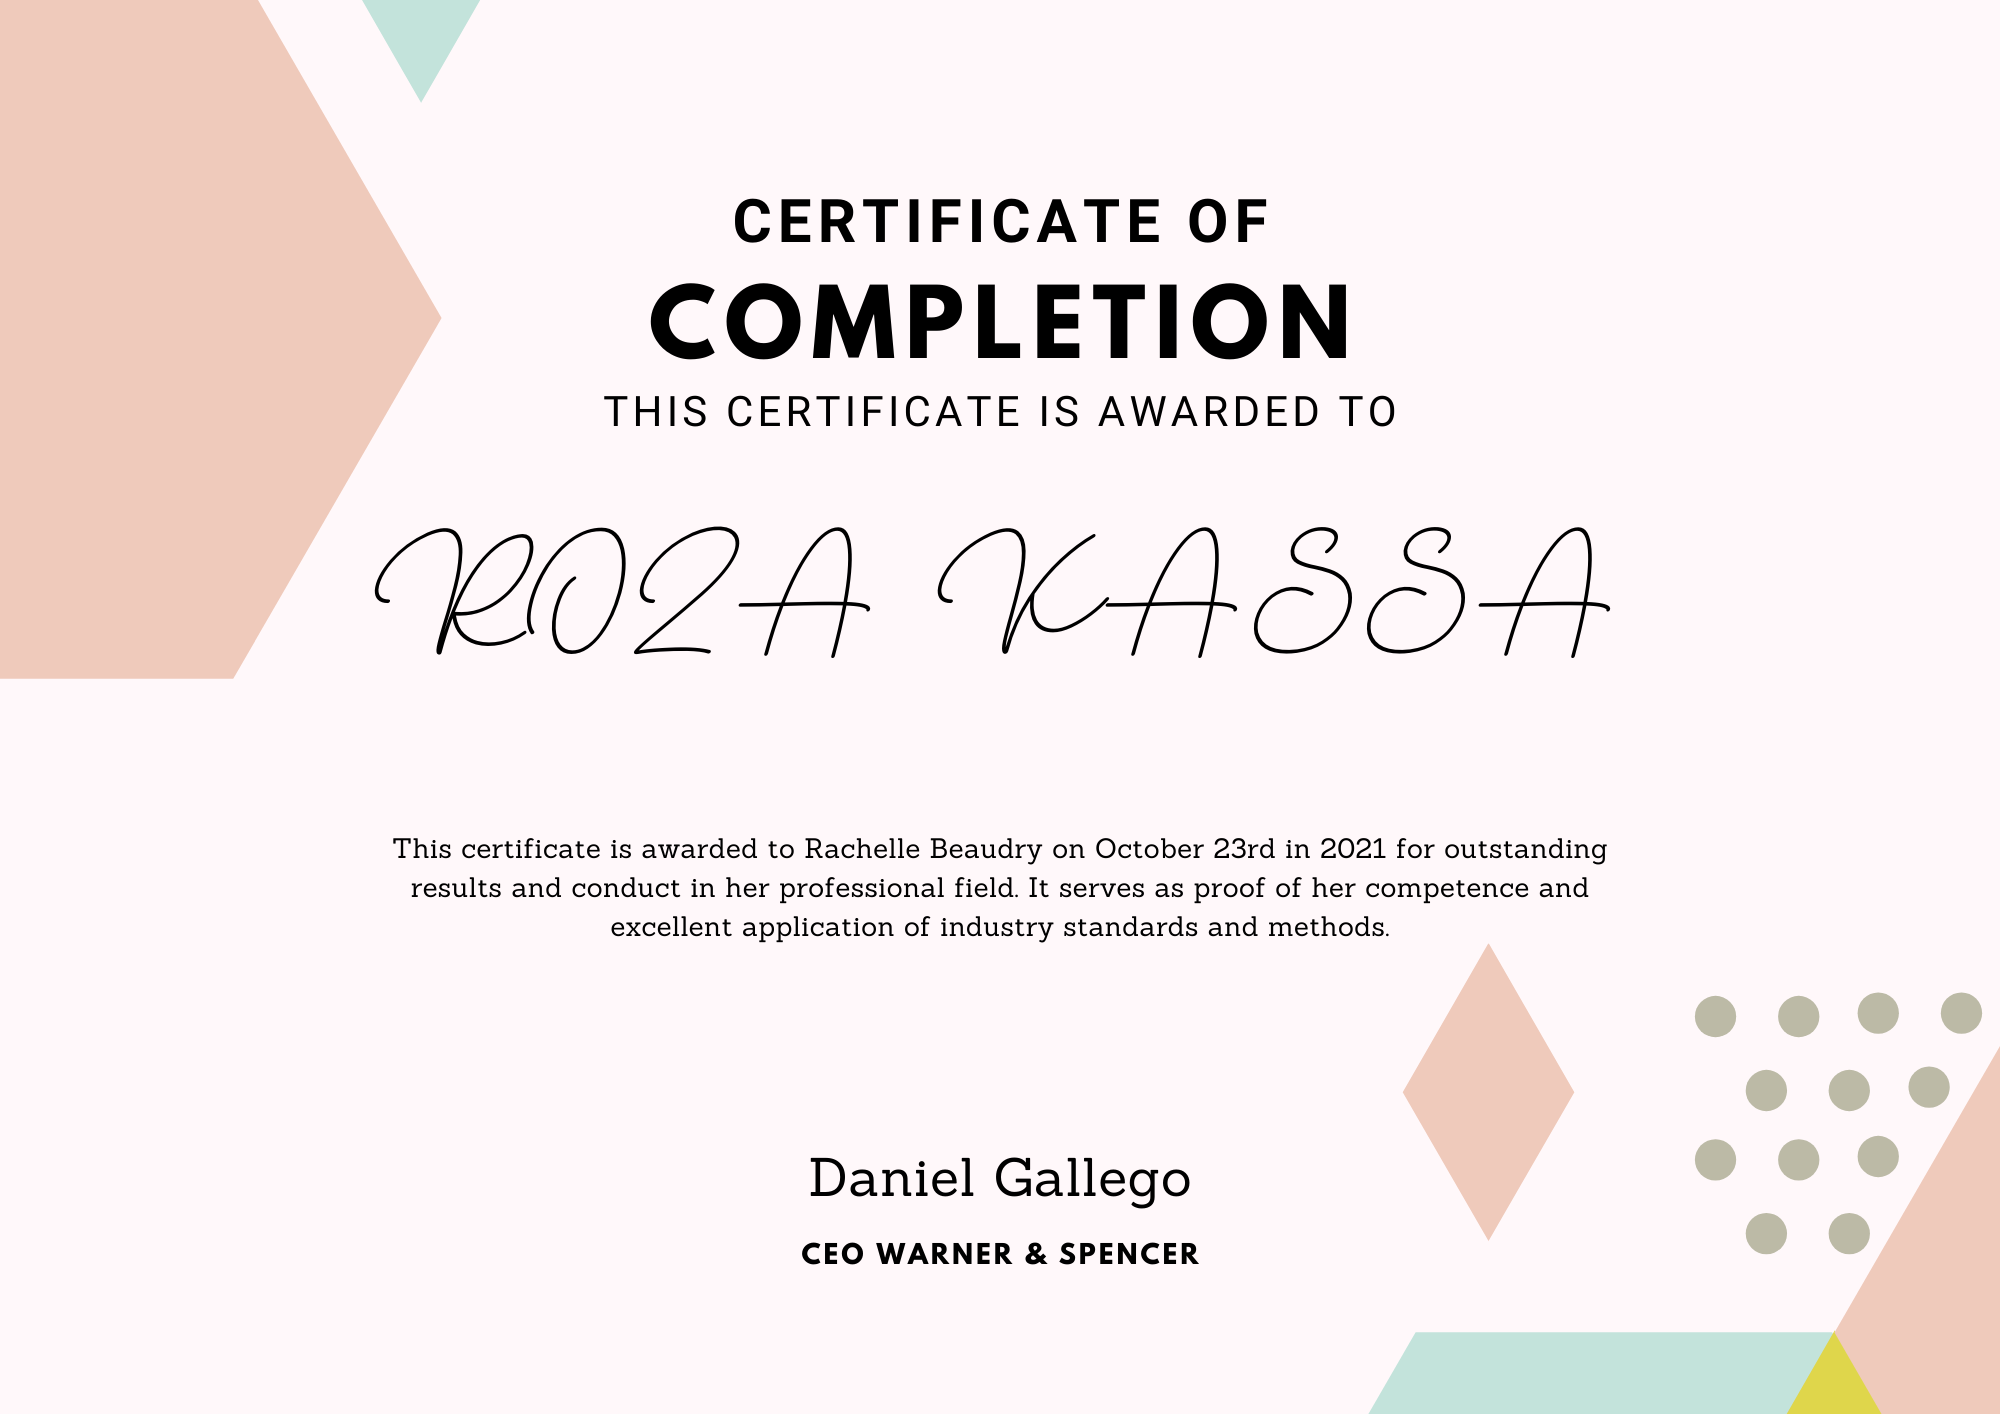 CERTIFICATE OF
COMPLETION
THIS CERTIFICATE IS AWARDED TO
ROZA KASSA
This certificate is awarded to Rachelle Beaudry on October 23rd in 2021 for outstanding
results and conduct in her professional field. It serves as proof of her competence and
excellent application of industry standards and methods.
Daniel Gallego
CEO WARNER & SPENCER